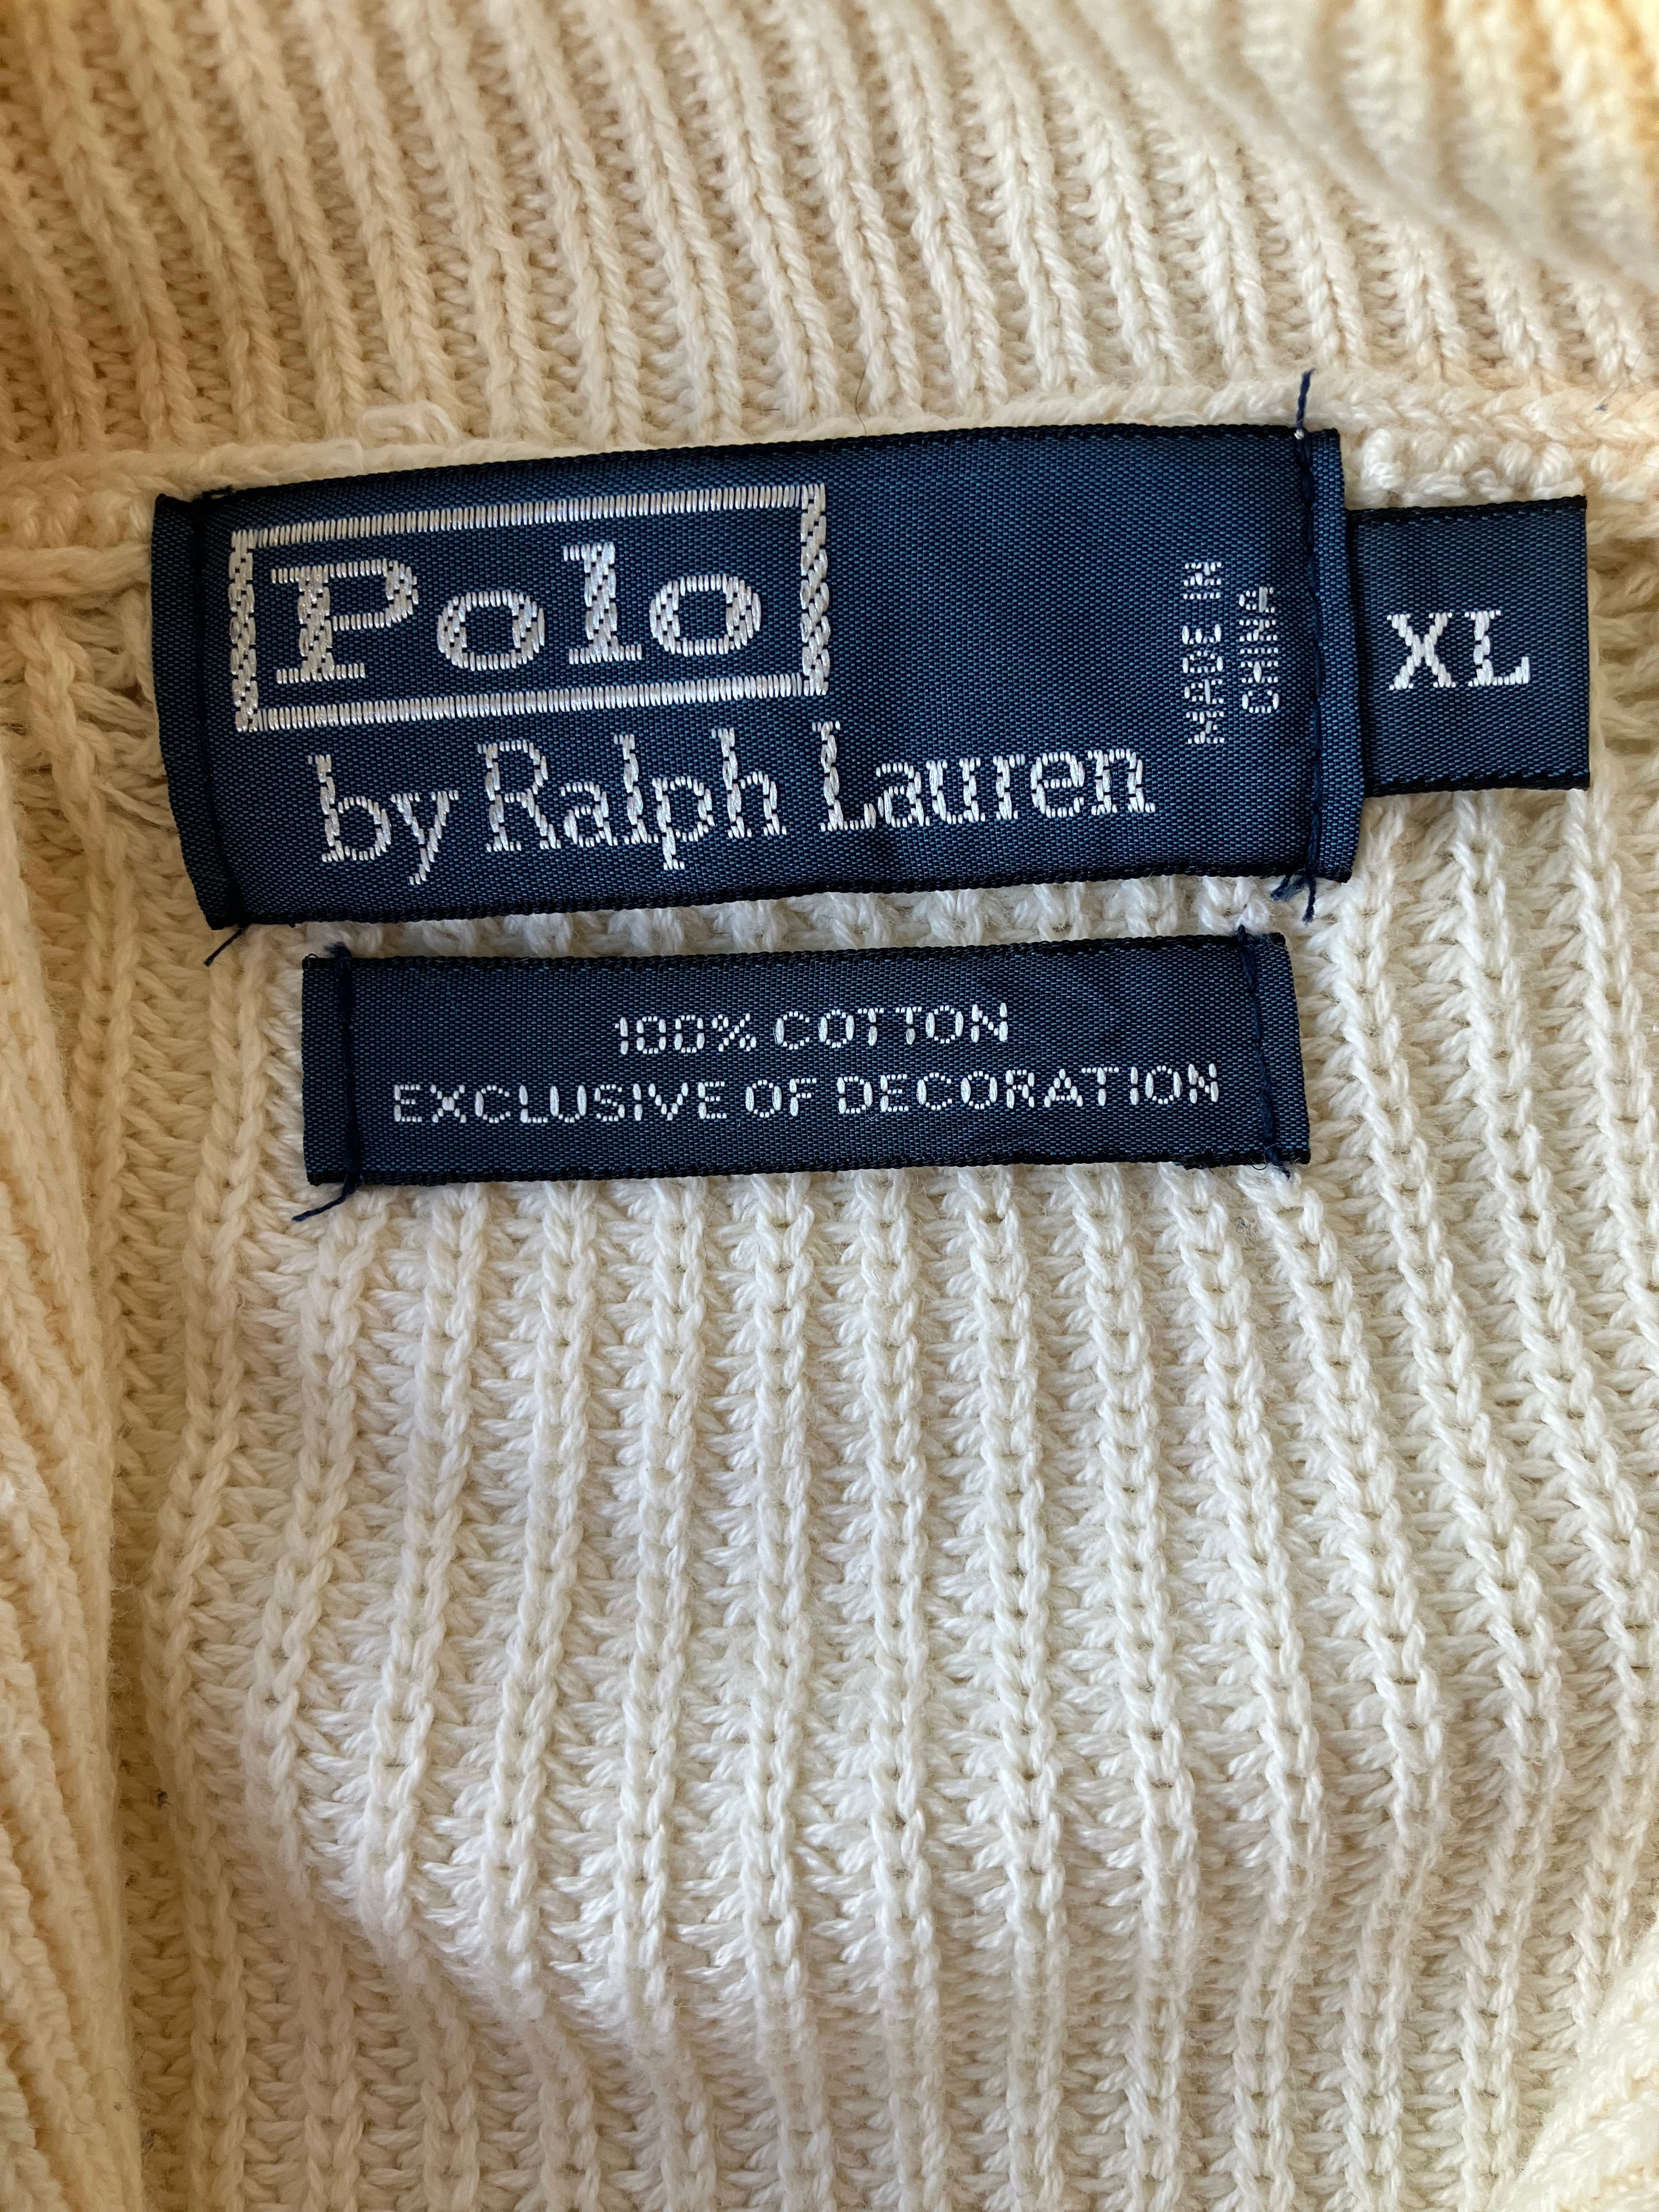 Polo
by Ralph Lauren
MADE IN
CHINA
XL
100% COTTON
EXCLUSIVE OF DECORATION